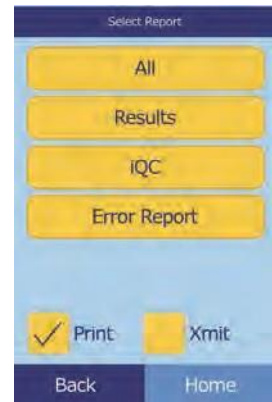 Select Report
All
Results
iQC
Error Report
Print Xmit
Back Home